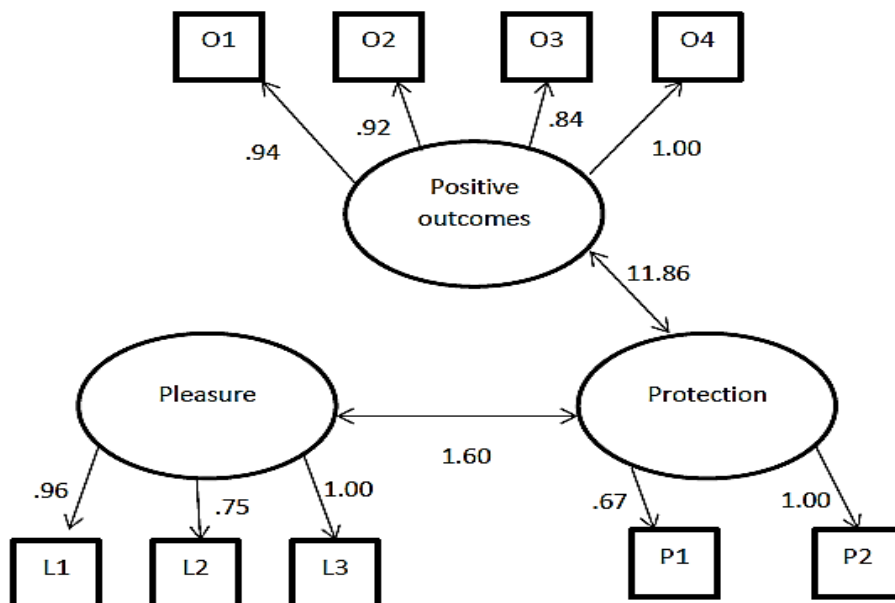 O1 O2 O3 O4
.94 .92 .84 1.00
Positive
outcomes
11.86
Pleasure Protection
1.60
.96 .75 1.00 .67 1.00
L1 L2 L3 P1 P2